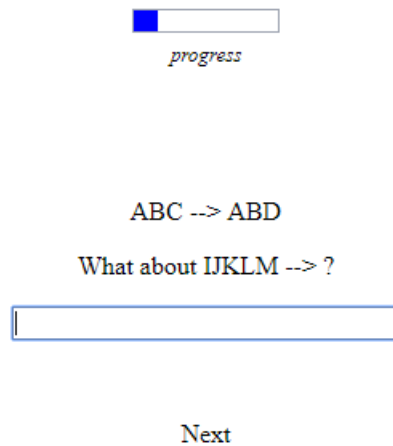 progress
ABC --> ABD
What about IJKLM --> ?
Next